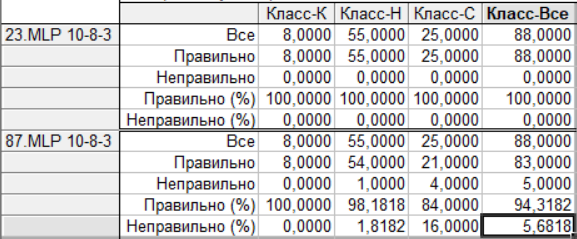 Класс-К Класс-Н Класс-С Класс-Все
23.MLP 10-8-3 Все 8,0000 55,0000 25,0000 88,0000
Правильно 8,0000 55,0000 25,0000 88,0000
Неправильно 0,0000 0,0000 0,0000 0,0000
Правильно (%) 100,0000 100,0000 100,0000 100,0000
Неправильно (%) 0,0000 0,0000 0,0000 0,0000
87.MLP 10-8-3 Все 8,0000 55,0000 25,0000 88,0000
Правильно 8,0000 54,0000 21,0000 83,0000
Неправильно 0,0000 1,0000 4,0000 5,0000
Правильно (%) 100,0000 98,1818 84,0000 94,3182
Неправильно (%) 0,0000 1,8182 16,0000 5,6818